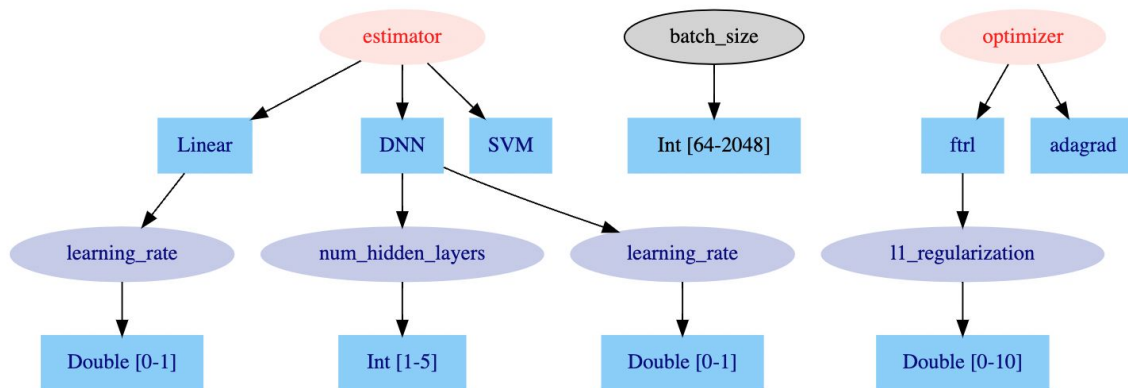 estimator
batch_size
optimizer
Linear
DNN
SVM
Int [64-2048]
ftrl
adagrad
learning_rate
num_hidden_layers
learning_rate
l1_regularization
Double [0-1]
Int [1-5]
Double [0-1]
Double [0-10]